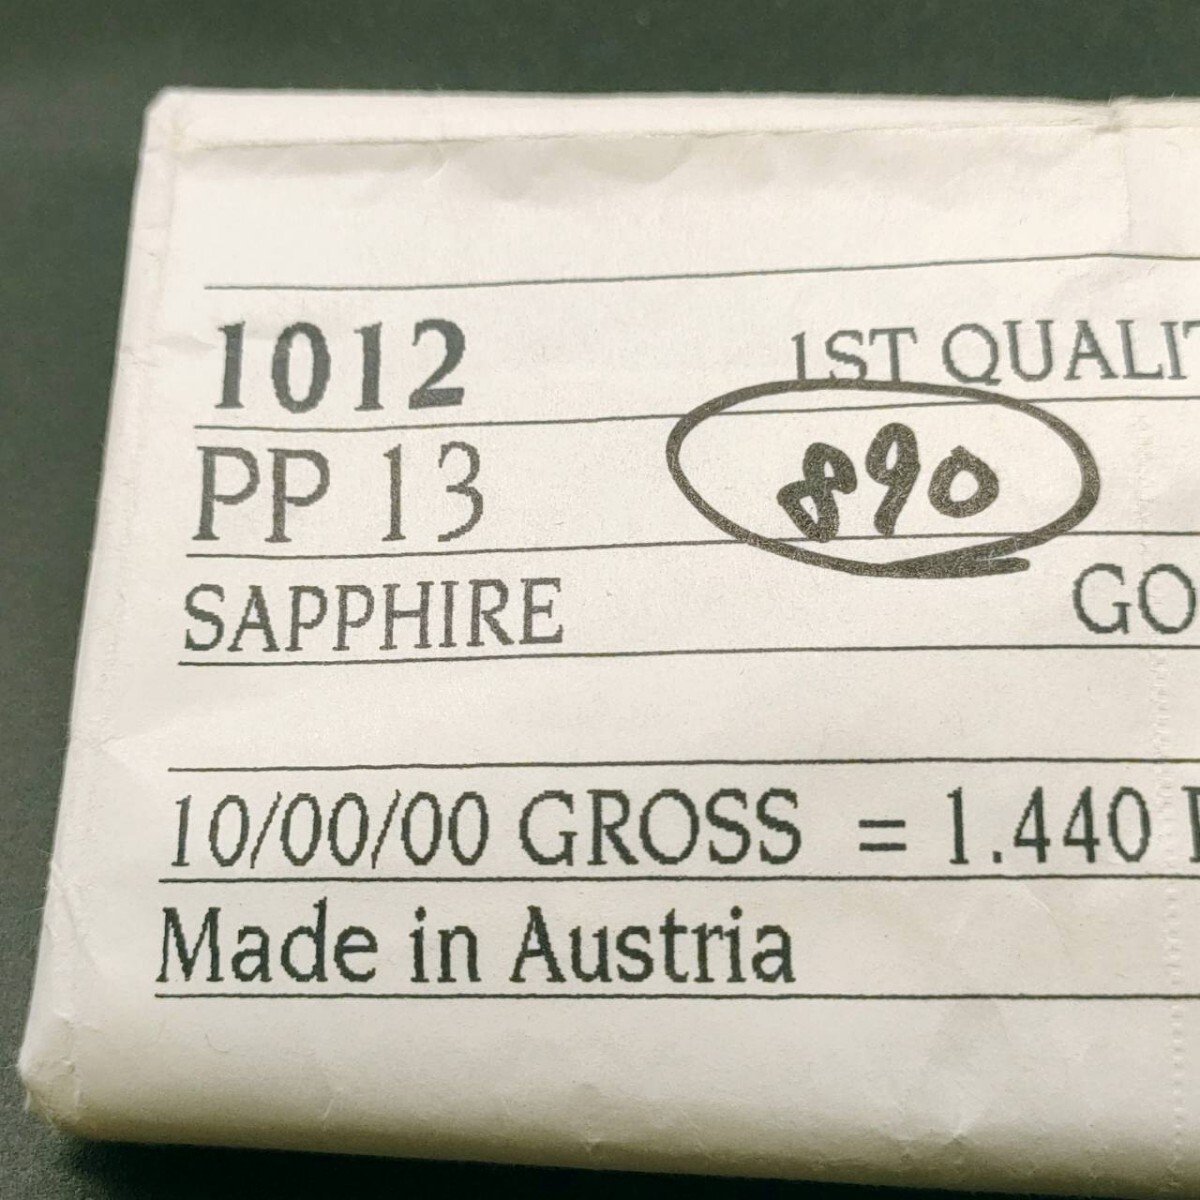 1012 1ST QUALIT
PP 13 890
SAPPHIRE GO
10/00/00 GROSS = 1.440
Made in Austria